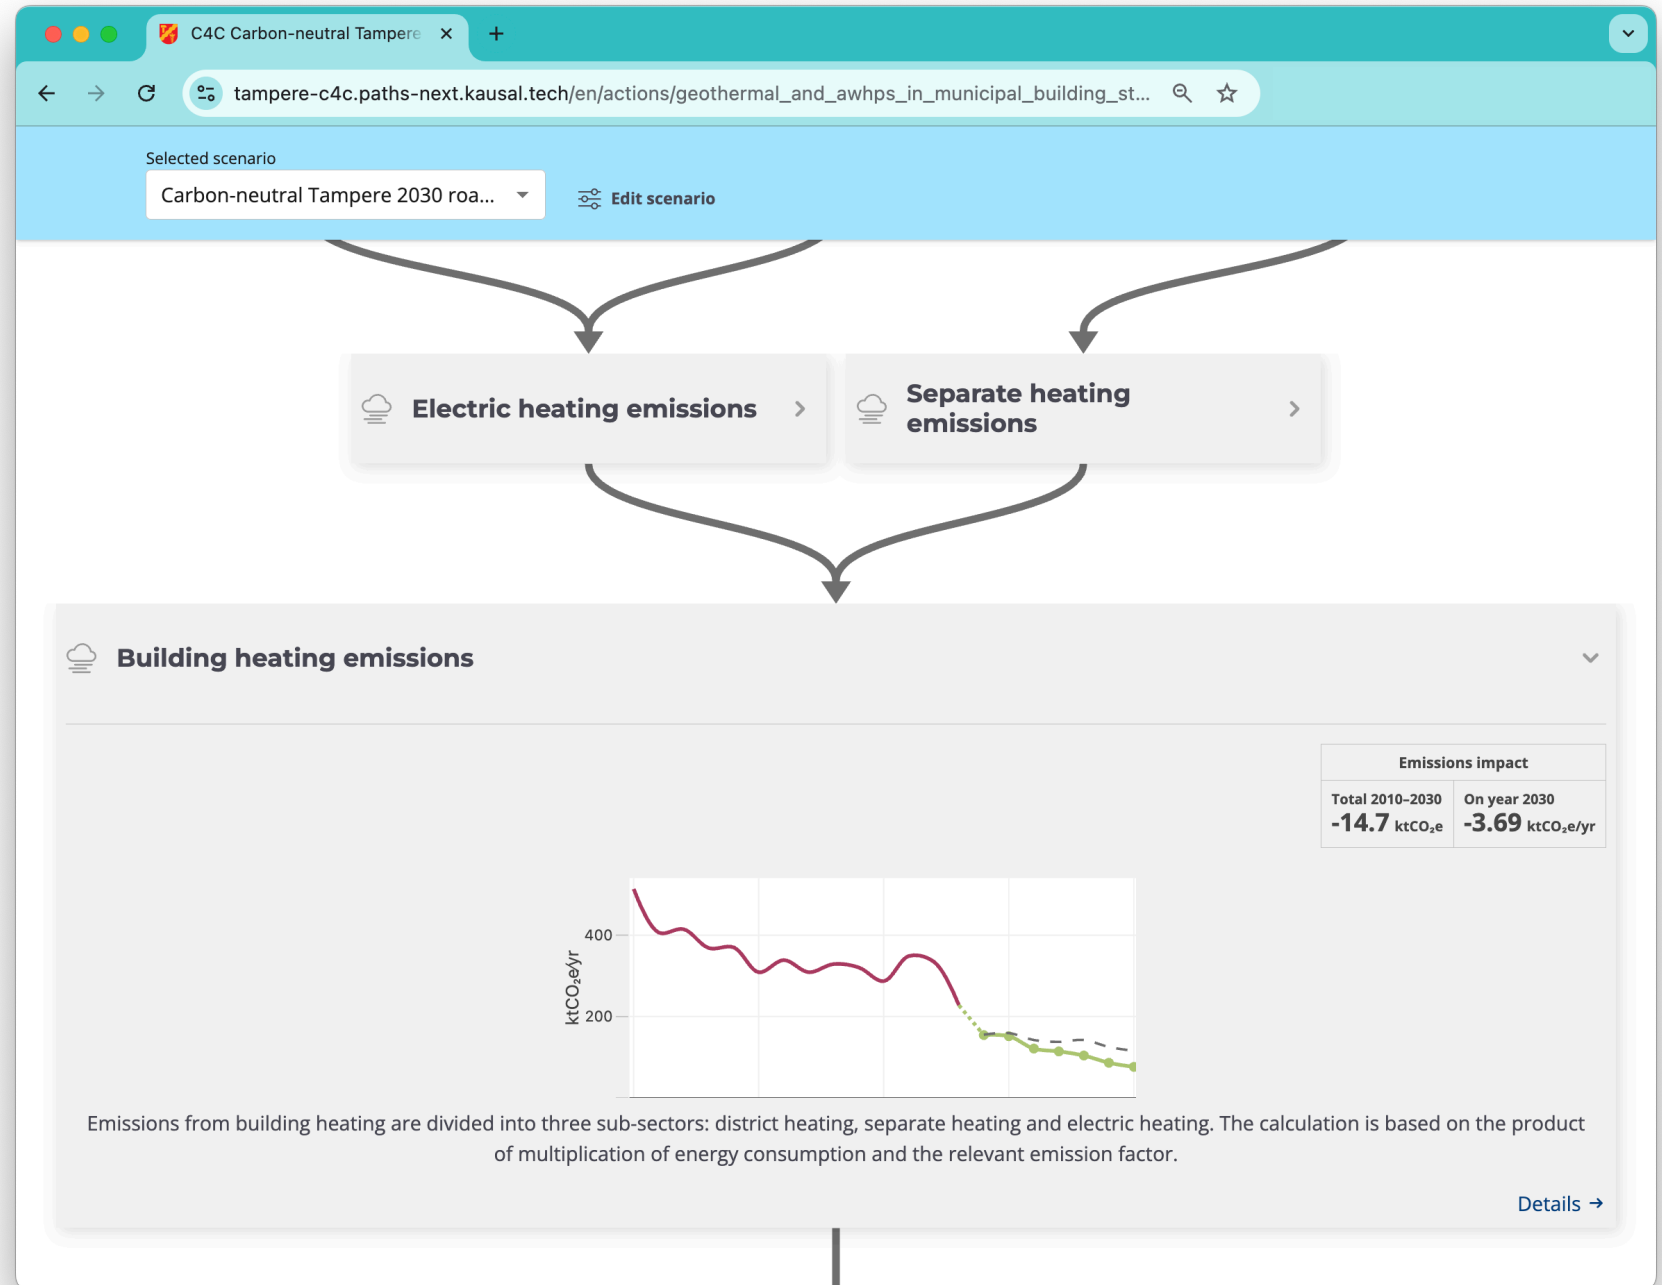 C4C Carbon-neutral Tampere
tampere-c4c.paths-next.kausal.tech/en/actions/geothermal_and_awhps_in_municipal_building_st...
Selected scenario
Carbon-neutral Tampere 2030 roa...
Edit scenario
Electric heating emissions
Separate heating
emissions
Building heating emissions
Emissions impact
Total 2010–2030
-14.7 ktCO₂e
On year 2030
-3.69 ktCO₂e/yr
400
200
ktCO₂e/yr
Emissions from building heating are divided into three sub-sectors: district heating, separate heating and electric heating. The calculation is based on the product
of multiplication of energy consumption and the relevant emission factor.
Details →